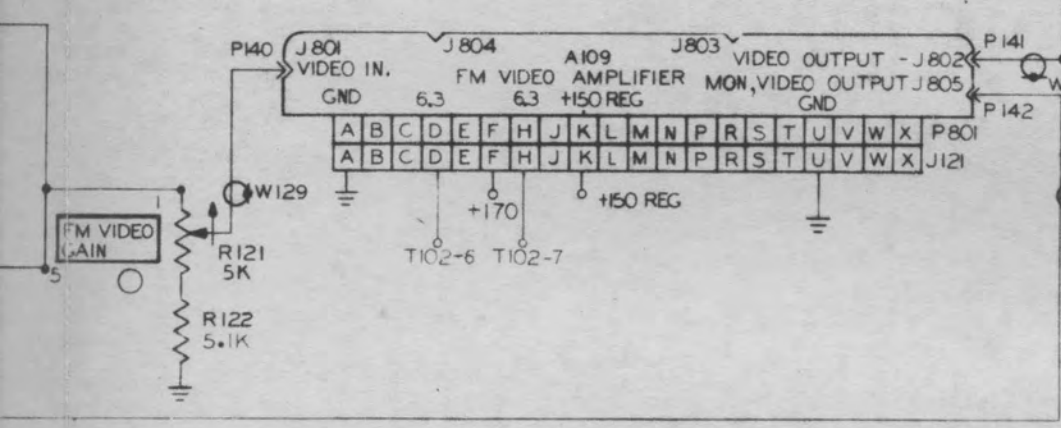 P140
J801
J804
J803
P141
A109
VIDEO IN.
VIDEO OUTPUT - J802
FM VIDEO AMPLIFIER
MON, VIDEO OUTPUT J805
W
GND
6.3
6.3
+150 REG
GND
P142
A B C D E F H J K L M N P R S T U V W X P801
A B C D E F H J K L M N P R S T U V W X J121
W129
+170
+150 REG
1
FM VIDEO
GAIN
R121
5K
T102-6
T102-7
5
R122
5.1K